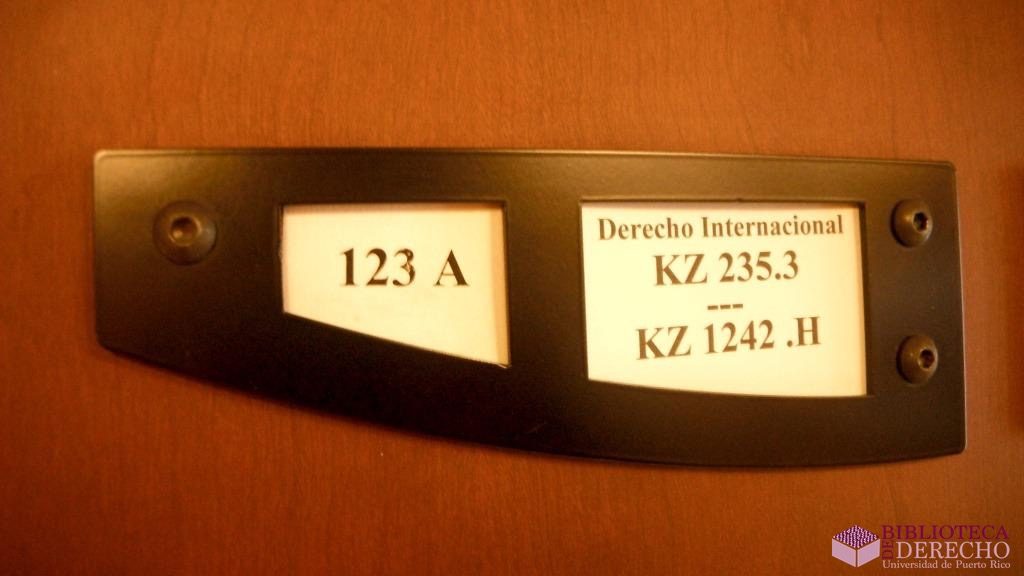 123 A
Derecho Internacional
KZ 235.3
---
KZ 1242 .H
BIBLIOTECA
DE DERECHO
Universidad de Puerto Rico